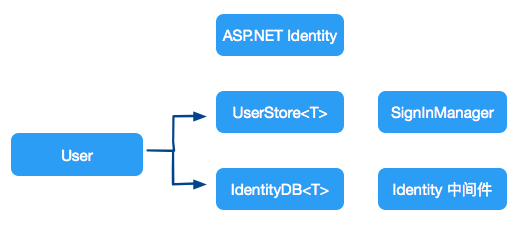 ASP.NET Identity
UserStore<T>
SignInManager
User
IdentityDB<T>
Identity 中间件